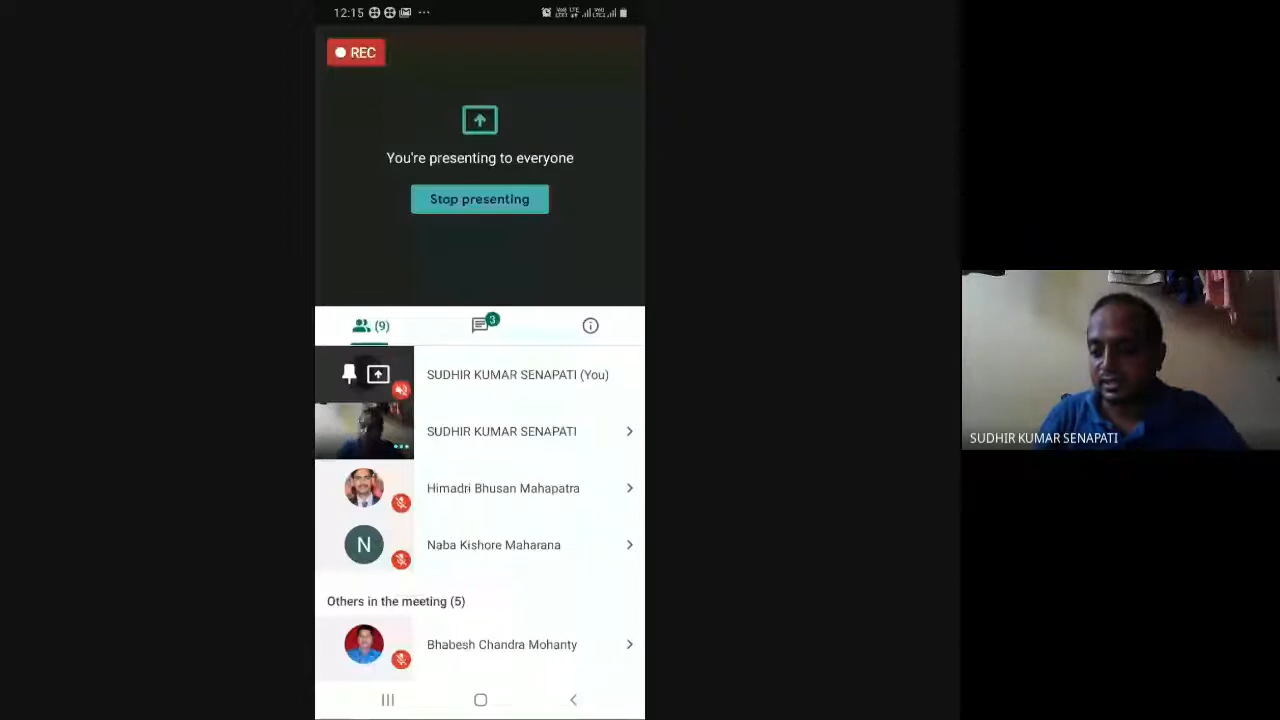 12:15
REC
You're presenting to everyone
Stop presenting
(9)
3
SUDHIR KUMAR SENAPATI (You)
SUDHIR KUMAR SENAPATI
Himadri Bhusan Mahapatra
N
Naba Kishore Maharana
Others in the meeting (5)
Bhabesh Chandra Mohanty
SUDHIR KUMAR SENAPATI